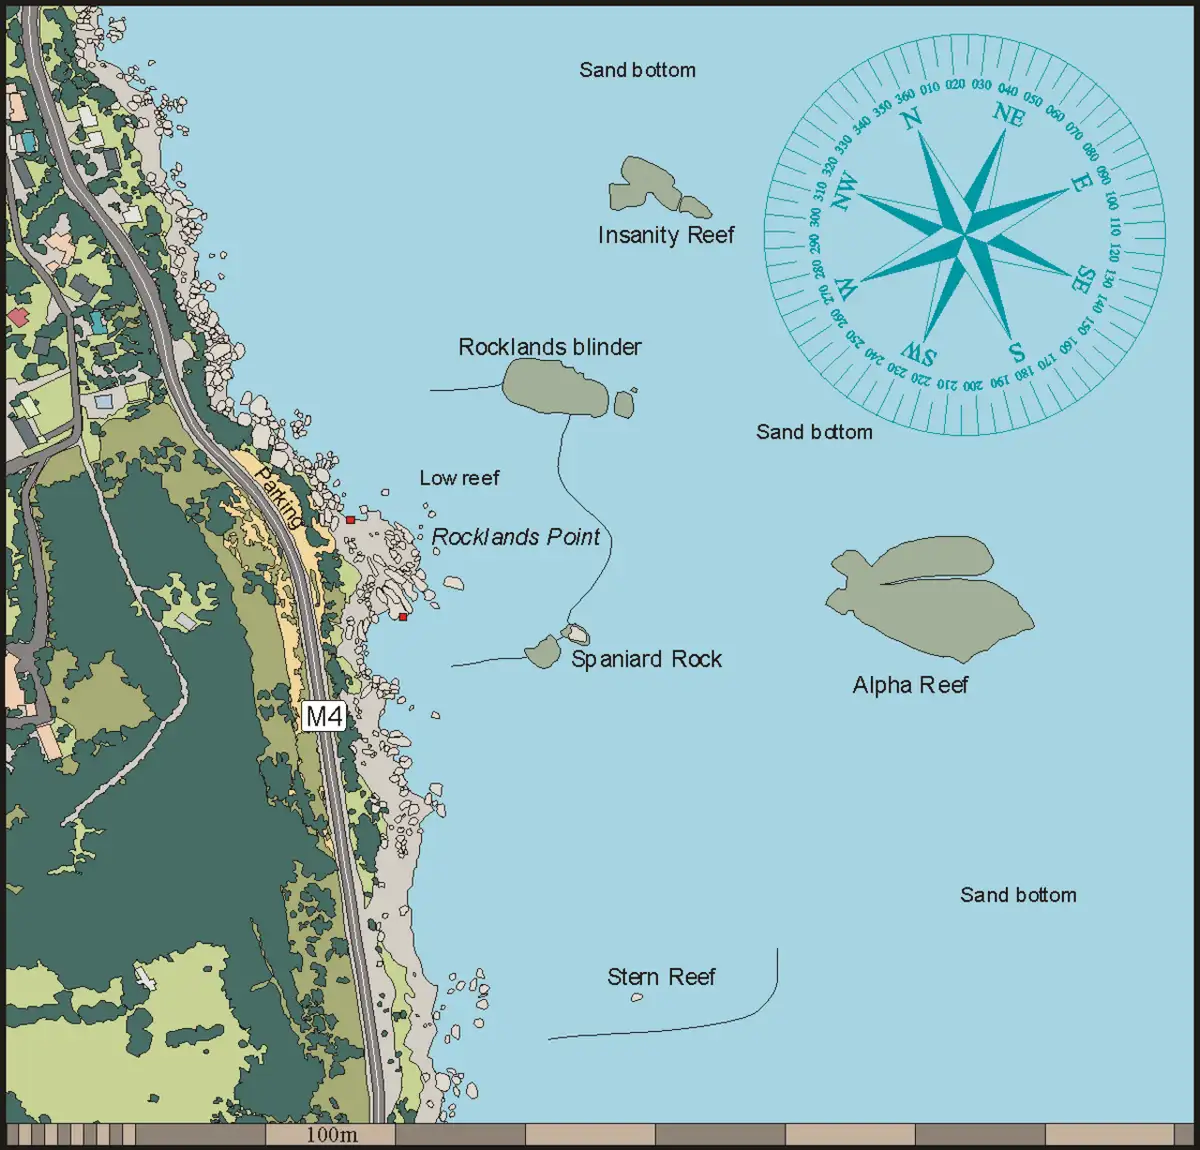 Sand bottom
Insanity Reef
N
NE
E
SE
S
SW
W
NW
360
010
020
030
040
050
060
070
080
090
100
110
120
130
140
150
160
170
180
190
200
210
220
230
240
250
260
270
280
290
300
310
320
330
340
350
Rocklands blinder
Sand bottom
Low reef
Parking
Rocklands Point
Spaniard Rock
Alpha Reef
M4
Sand bottom
Stern Reef
100m